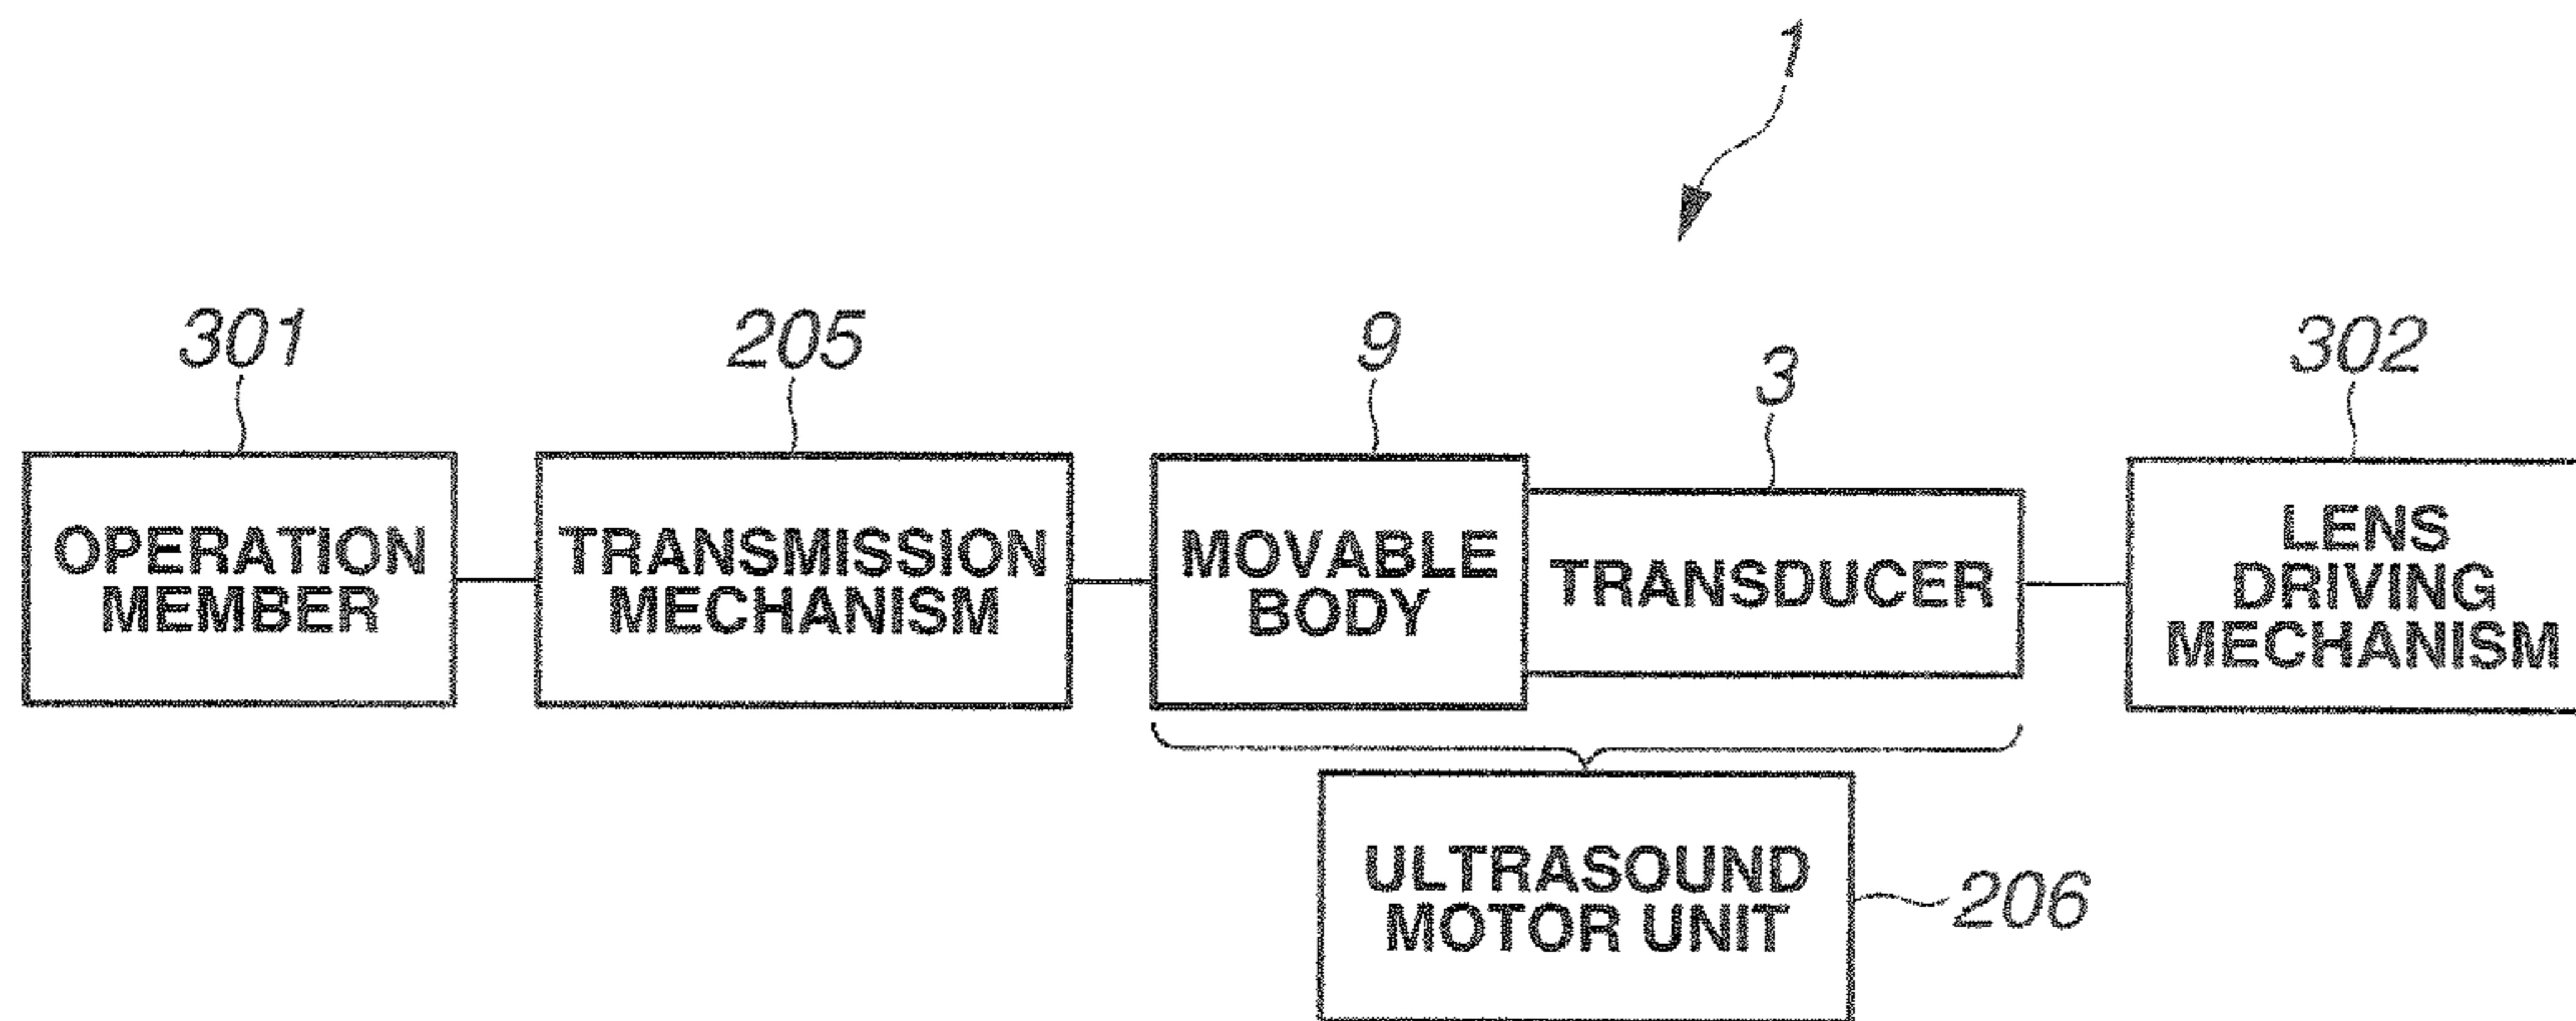 1
301
205
9
3
302
OPERATION
MEMBER
TRANSMISSION
MECHANISM
MOVABLE
BODY
TRANSDUCER
LENS
DRIVING
MECHANISM
ULTRASOUND
MOTOR UNIT
206